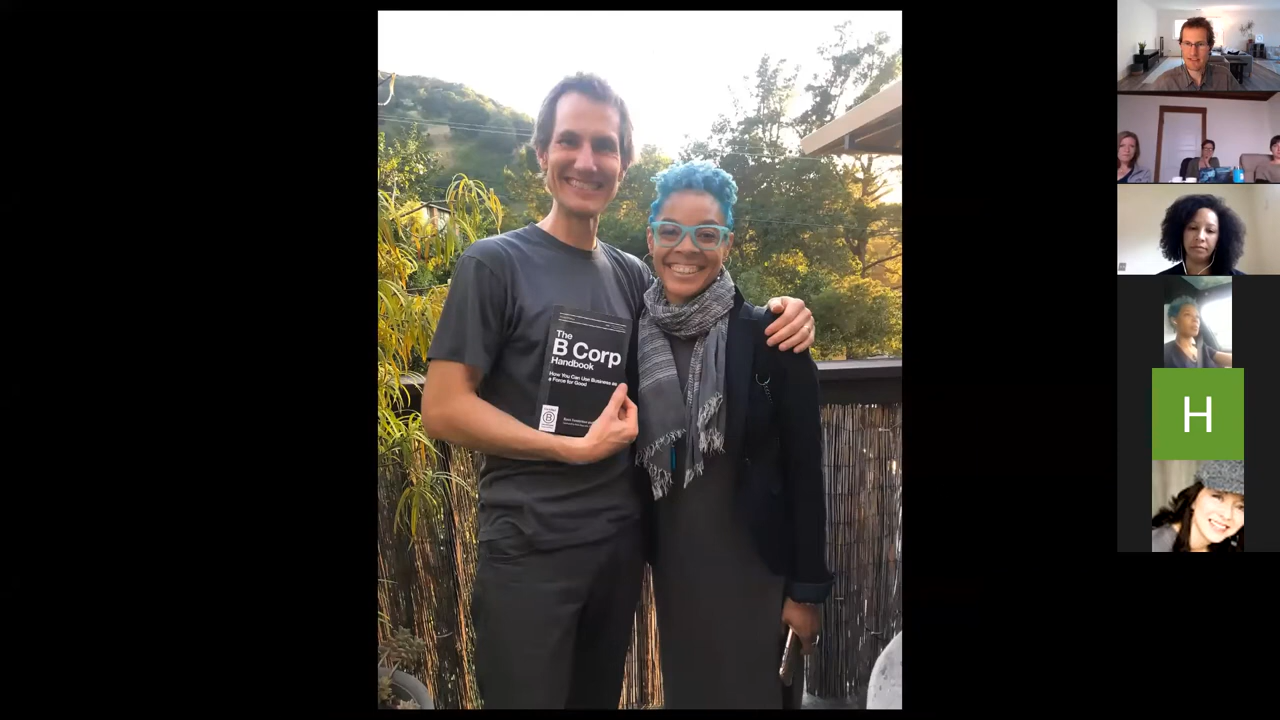 The
B Corp
Handbook
How You Can Use Business as
a Force for Good
B
H